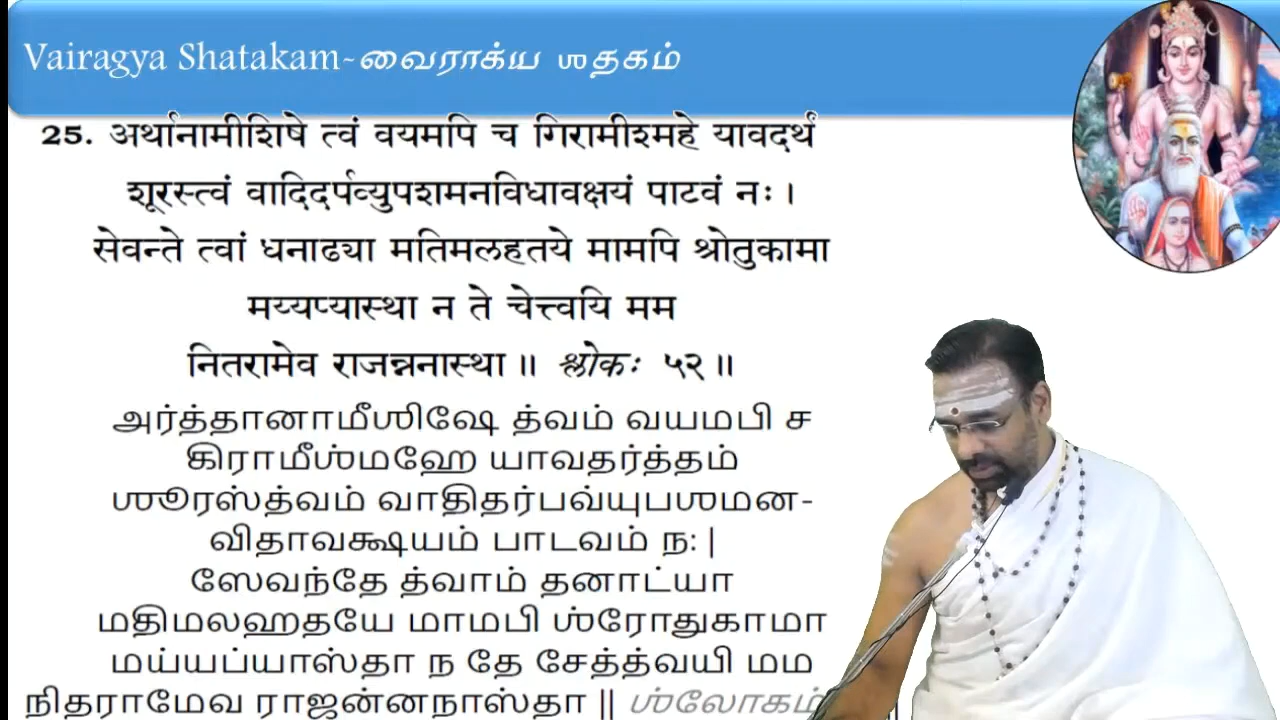 Vairagya Shatakam-வைராக்ய ஶதகம்
25. अर्थानामीशिषे त्वं वयमपि च गिरामीश्महे यावदर्थं
शूरस्त्वं वादिदर्पव्युपशमनविधावक्षयं पाटवं नः।
सेवन्ते त्वां धनाढ्या मतिमलहतये मामपि श्रोतुकामा
मय्यप्यास्था न ते चेत्त्वयि मम
नितरामेव राजन्ननास्था॥ श्लोकः ५२॥
அர்த்தானாமீஶிஷே த்வம் வயமபி ச
கிராமீஶ்மஹே யாவதர்த்தம்
ஶூரஸ்த்வம் வாதிதர்பவ்யுபஶமன-
விதாவக்ஷயம் பாடவம் ந: |
ஸேவந்தே த்வாம் தனாட்யா
மதிமலஹதயே மாமபி ஶ்ரோதுகாமா
மய்யப்யாஸ்தா ந தே சேத்த்வயி மம
நிதராமேவ ராஜன்னநாஸ்தா || ஶ்லோகம்